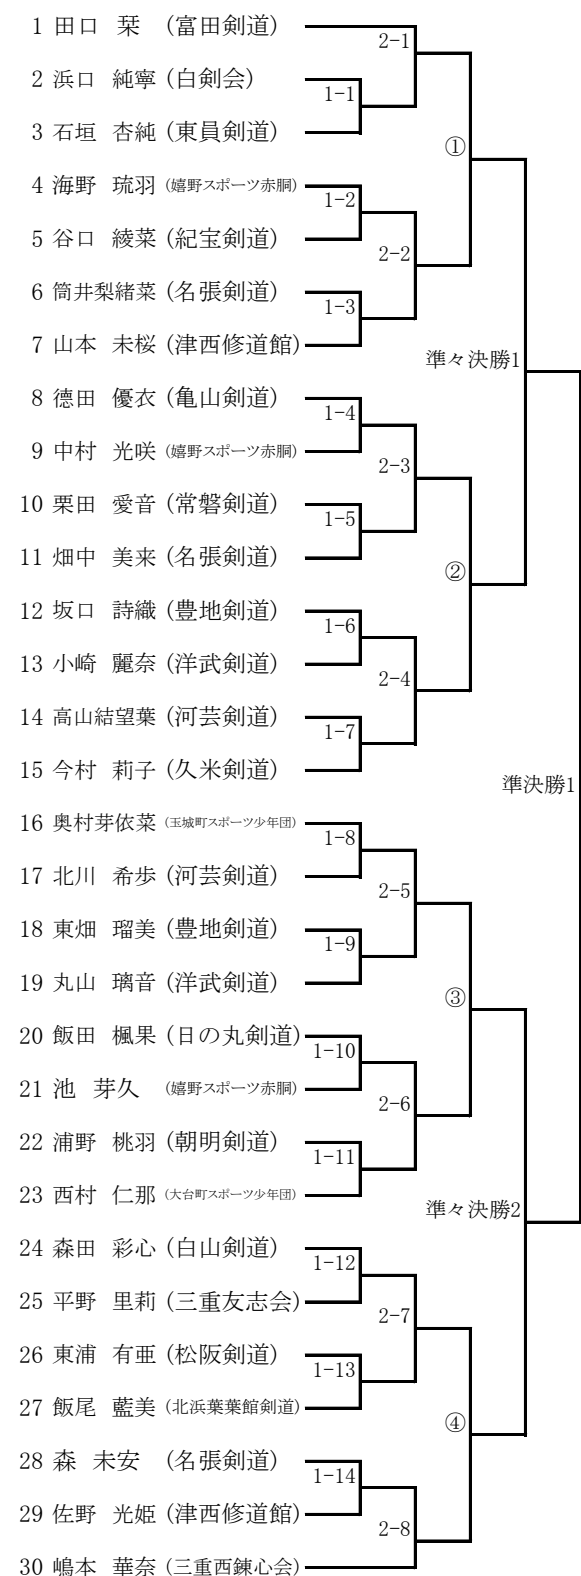 1 田口 栞 (富田剣道)
2-1
2 浜口 純寧 (白剣会)
1-1
3 石垣 杏純 (東員剣道)
①
4 海野 琉羽 (嬉野スポーツ赤胴)
1-2
5 谷口 綾菜 (紀宝剣道)
2-2
6 筒井梨緒菜 (名張剣道)
1-3
7 山本 未桜 (津西修道館)
準々決勝1
8 德田 優衣 (亀山剣道)
1-4
9 中村 光咲 (嬉野スポーツ赤胴)
2-3
10 栗田 愛音 (常磐剣道)
1-5
11 畑中 美来 (名張剣道)
②
12 坂口 詩織 (豊地剣道)
1-6
13 小崎 麗奈 (洋武剣道)
2-4
14 高山結望葉 (河芸剣道)
1-7
15 今村 莉子 (久米剣道)
準決勝1
16 奥村芽依菜 (玉城町スポーツ少年団)
1-8
17 北川 希歩 (河芸剣道)
2-5
18 東畑 瑠美 (豊地剣道)
1-9
19 丸山 璃音 (洋武剣道)
③
20 飯田 楓果 (日の丸剣道)
1-10
21 池 芽久 (嬉野スポーツ赤胴)
2-6
22 浦野 桃羽 (朝明剣道)
1-11
23 西村 仁那 (大台町スポーツ少年団)
準々決勝2
24 森田 彩心 (白山剣道)
1-12
25 平野 里莉 (三重友志会)
2-7
26 東浦 有亜 (松阪剣道)
1-13
27 飯尾 藍美 (北浜葉葉館剣道)
④
28 森 未安 (名張剣道)
1-14
29 佐野 光姫 (津西修道館)
2-8
30 嶋本 華奈 (三重西錬心会)